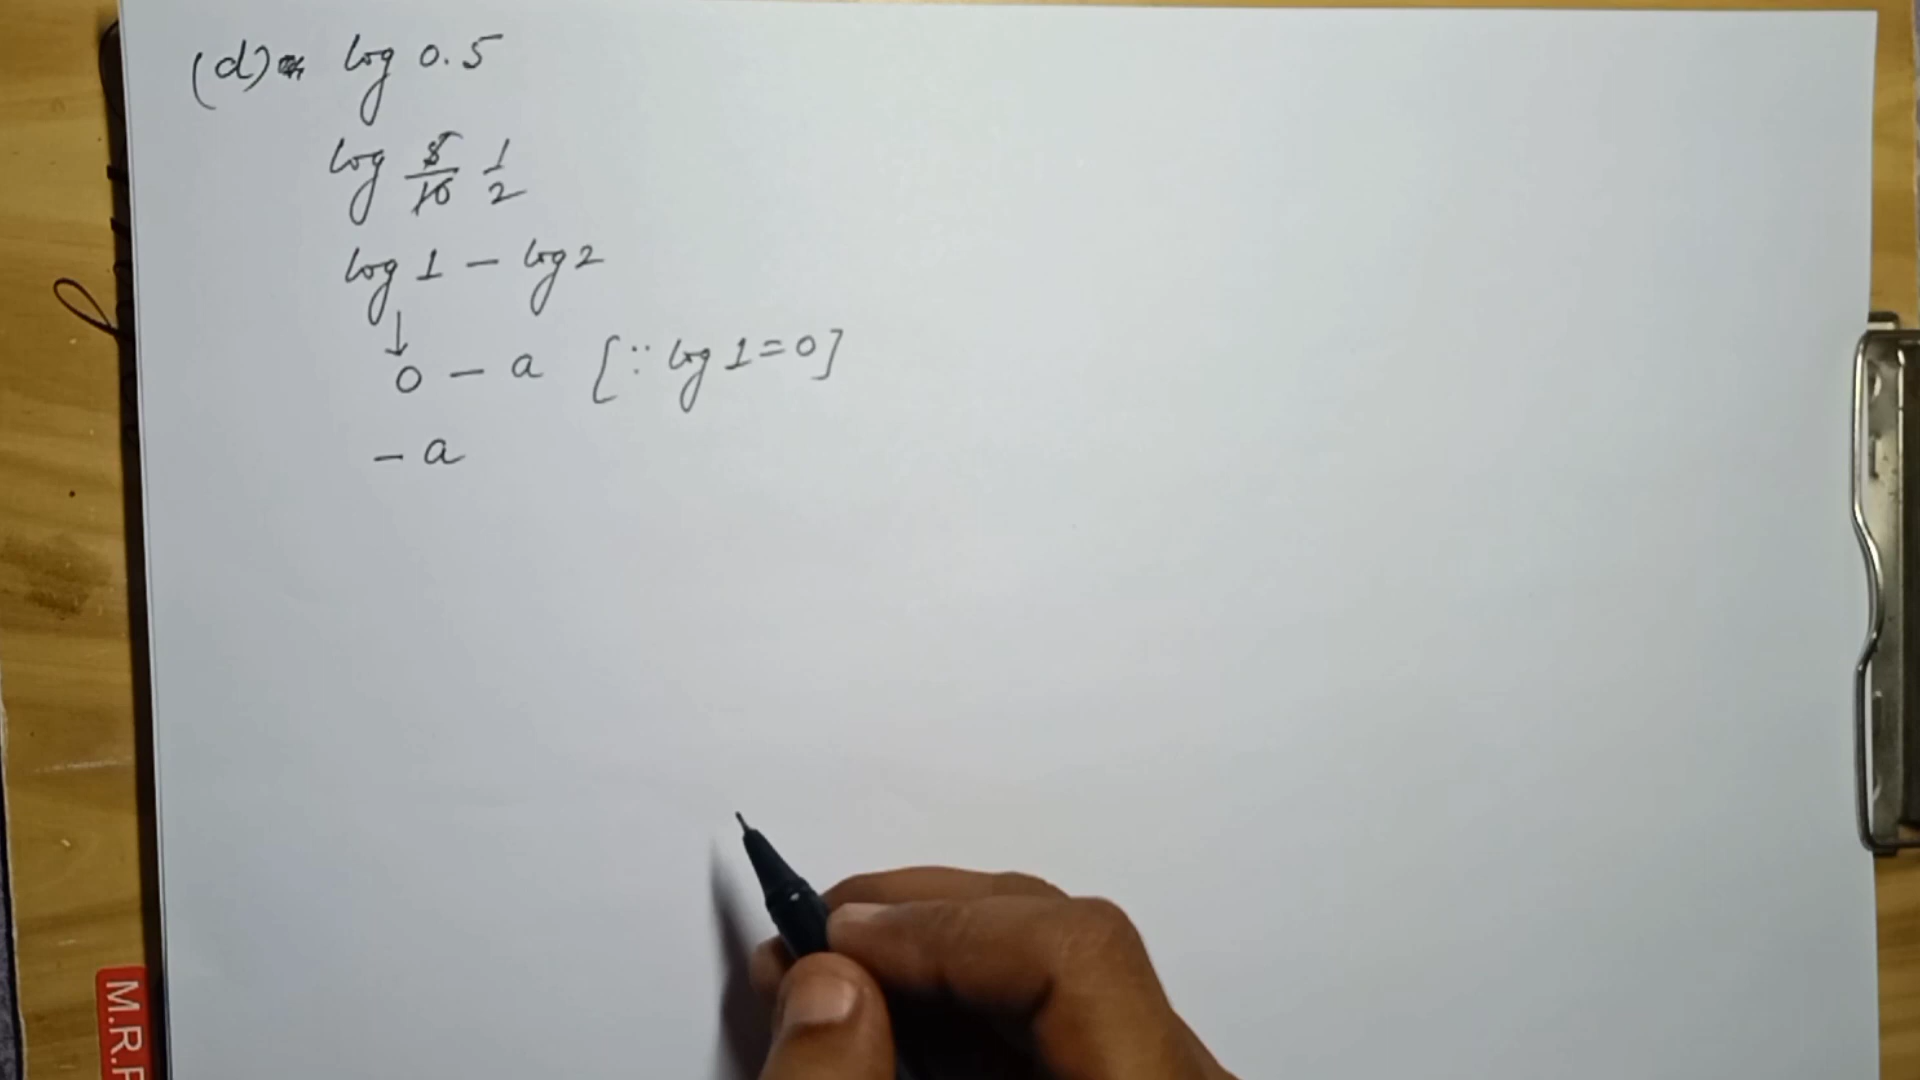 (d) log 0.5
log 5/10 1/2
log 1 - log 2
↓
0 - a [∵ log 1 = 0]
- a
M.R.P